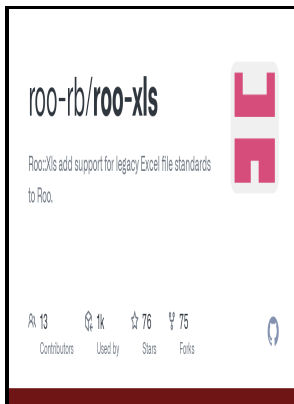 roo-rb/roo-xls
Roo::Xls add support for legacy Excel file standards
to Roo.
13 1k 76 75
Contributors Used by Stars Forks